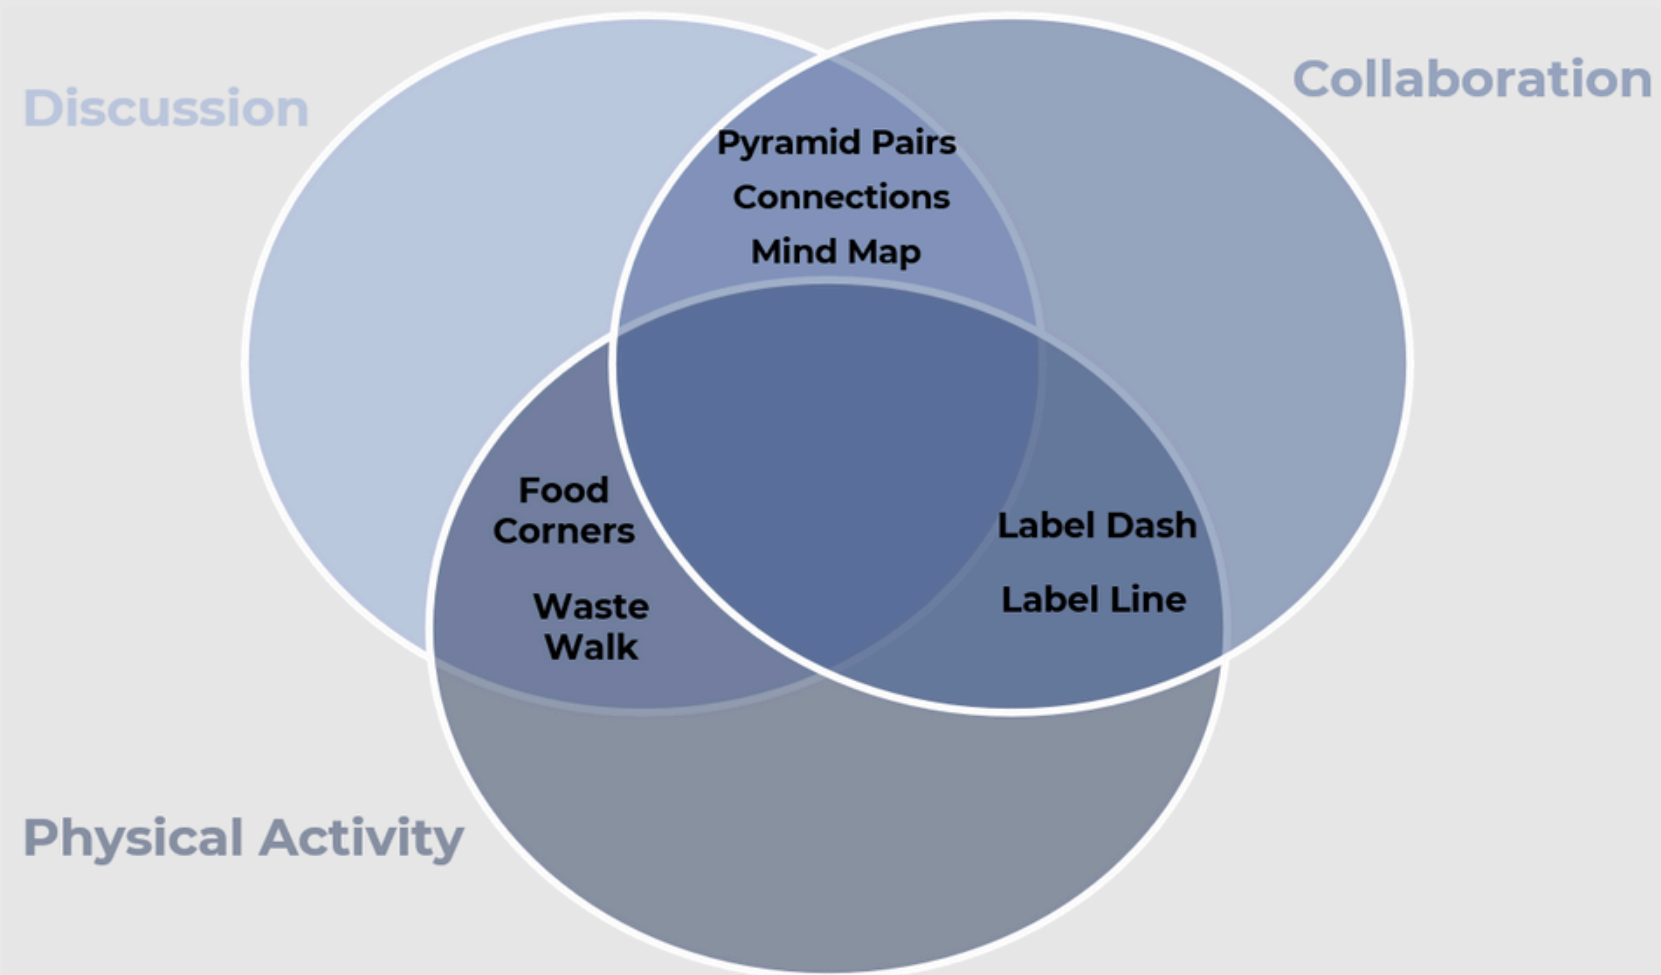 Discussion
Collaboration
Pyramid Pairs
Connections
Mind Map
Food
Corners
Waste
Walk
Label Dash
Label Line
Physical Activity